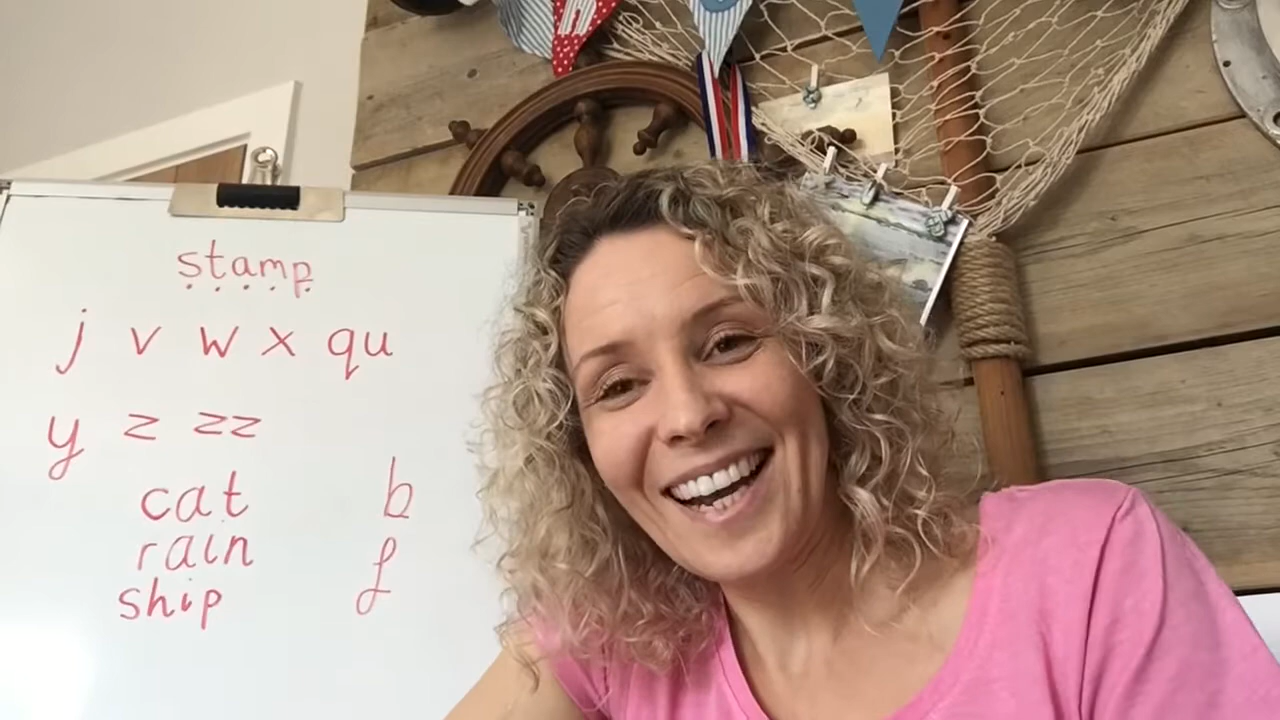 stamp
j v w x qu
y z zz
cat b
rain
ship f